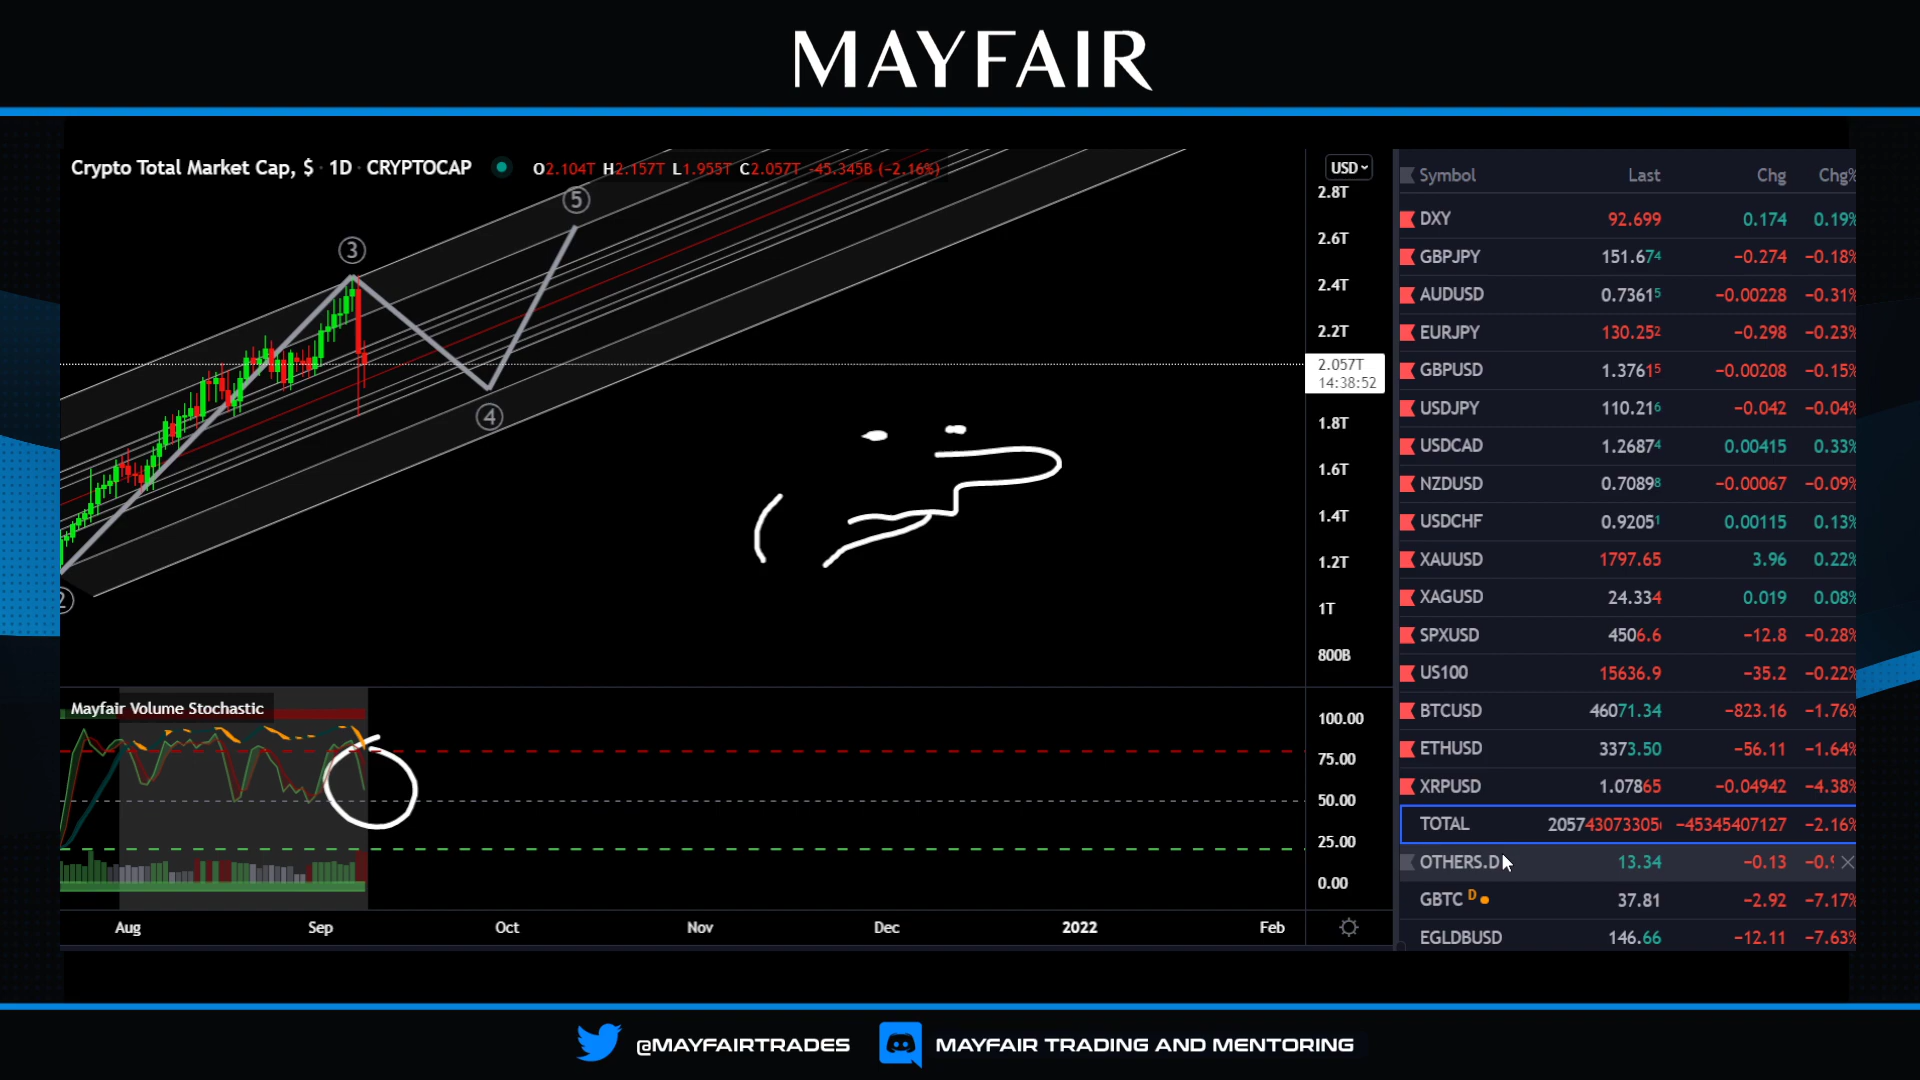 MAYFAIR
Crypto Total Market Cap, $ · 1D · CRYPTOCAP O2.104T H2.157T L1.955T C2.057T -45.345B (−2.16%)
USD
2.8T
2.6T
2.4T
2.2T
2.057T
14:38:52
1.8T
1.6T
1.4T
1.2T
1T
800B
5
3
4
2
Mayfair Volume Stochastic
100.00
75.00
50.00
25.00
0.00
Aug Sep Oct Nov Dec 2022 Feb
Symbol Last Chg Chg%
DXY 92.699 0.174 0.19%
GBPJPY 151.674 −0.274 −0.18%
AUDUSD 0.73615 −0.00228 −0.31%
EURJPY 130.252 −0.298 −0.23%
GBPUSD 1.37615 −0.00208 −0.15%
USDJPY 110.216 −0.042 −0.04%
USDCAD 1.26874 0.00415 0.33%
NZDUSD 0.70898 −0.00067 −0.09%
USDCHF 0.92051 0.00115 0.13%
XAUUSD 1797.65 3.96 0.22%
XAGUSD 24.334 0.019 0.08%
SPXUSD 4506.6 −12.8 −0.28%
US100 15636.9 −35.2 −0.22%
BTCUSD 46071.34 −823.16 −1.76%
ETHUSD 3373.50 −56.11 −1.64%
XRPUSD 1.07865 −0.04942 −4.38%
TOTAL −45345407127 −2.16%
OTHERS.D 13.34 −0.13
GBTC D 37.81 −2.92 −7.17%
EGLDBUSD 146.66 −12.11 −7.63%
@MAYFAIRTRADES MAYFAIR TRADING AND MENTORING